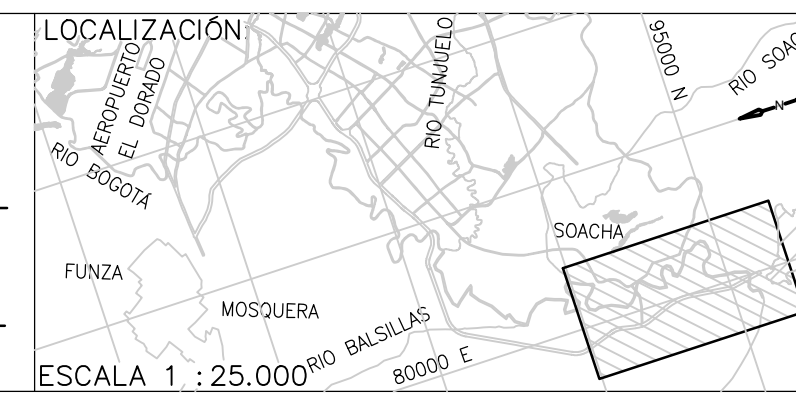 LOCALIZACIÓN:
AEROPUERTO
EL DORADO
RIO BOGOTÁ
RIO TUNJUELO
95000 N
RIO SOAC
N
SOACHA
FUNZA
MOSQUERA
RIO BALSILLAS
80000 E
ESCALA 1 : 25.000